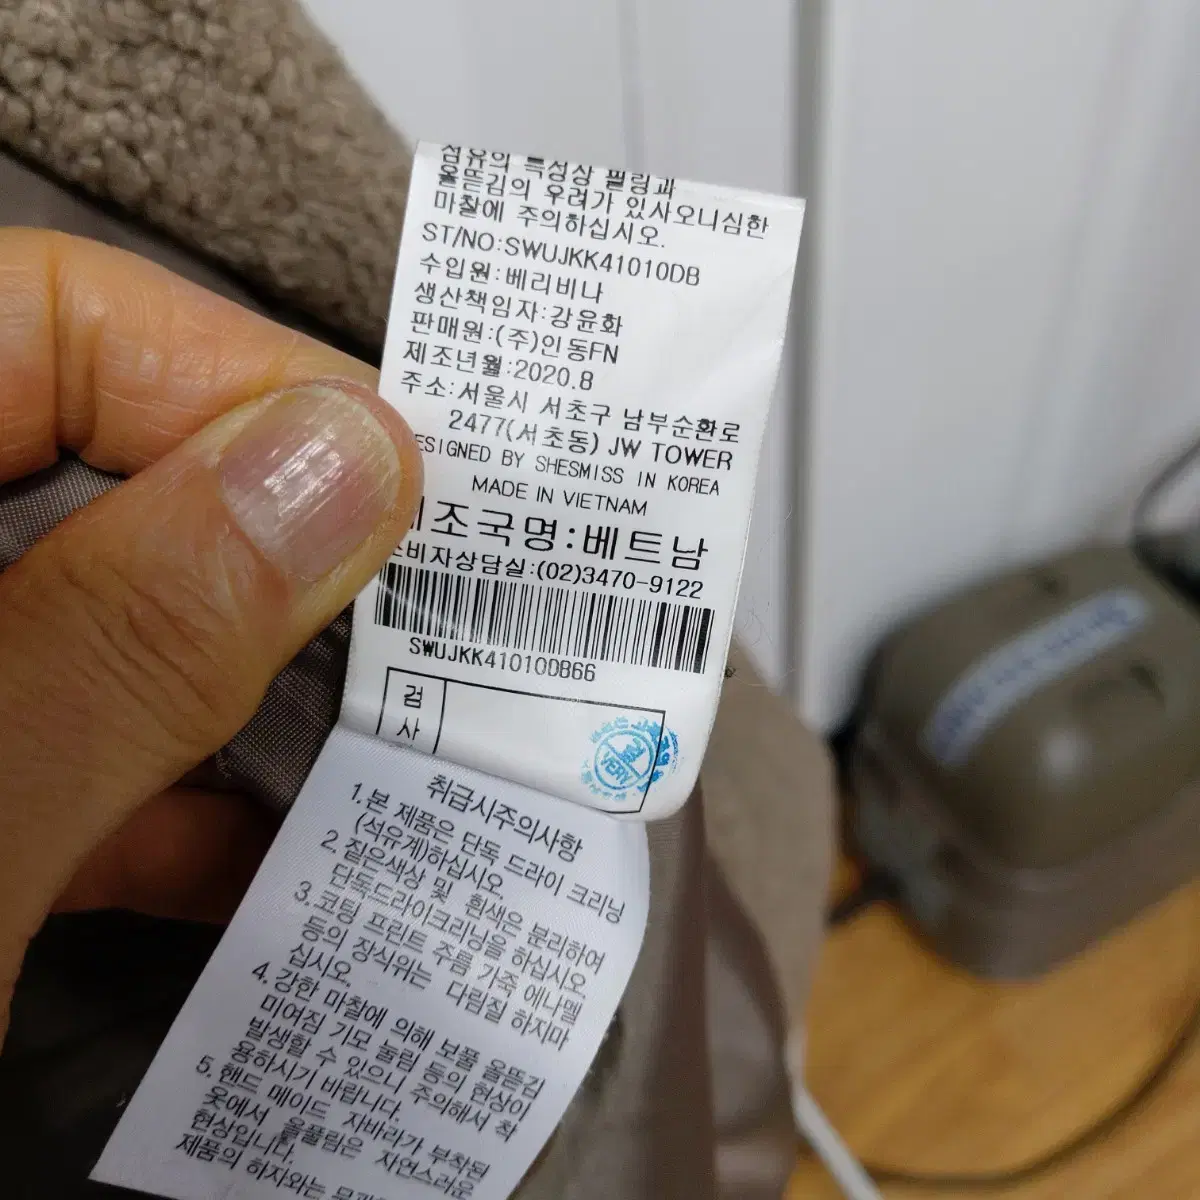 섬유의 특성상 필링과
올뜯김의 우려가 있사오니심한
마찰에 주의하십시오.
ST/NO:SWUJKK41010DB
수입원:베리비나
생산책임자:강윤화
판매원:(주)인동FN
제조년월:2020.8
주소:서울시 서초구 남부순환로
2477(서초동) JW TOWER
ESIGNED BY SHESMISS IN KOREA
MADE IN VIETNAM
조국명:베트남
비자상담실:(02)3470-9122
SWUJKK41010DB66
검
사
VERY
취급시주의사항
1.본 제품은 단독 드라이 크리닝
(석유계)하십시오
2.짙은색상 및 흰색은 분리하여
단독드라이크리닝을 하십시오
3.코팅 프린트 주름 가죽 에나멜
등의 장식위는 다림질 하지마
십시오.
4.강한 마찰에 의해 보풀 올뜯김
미어짐 기모 눌림 등의 현상이
발생할 수 있으니 주의해서 착
용하시기 바랍니다.
5.핸드 메이드 자바라가 부착된
옷에서 올풀림은 자연스러운
현상입니다.
제품의 하자와는